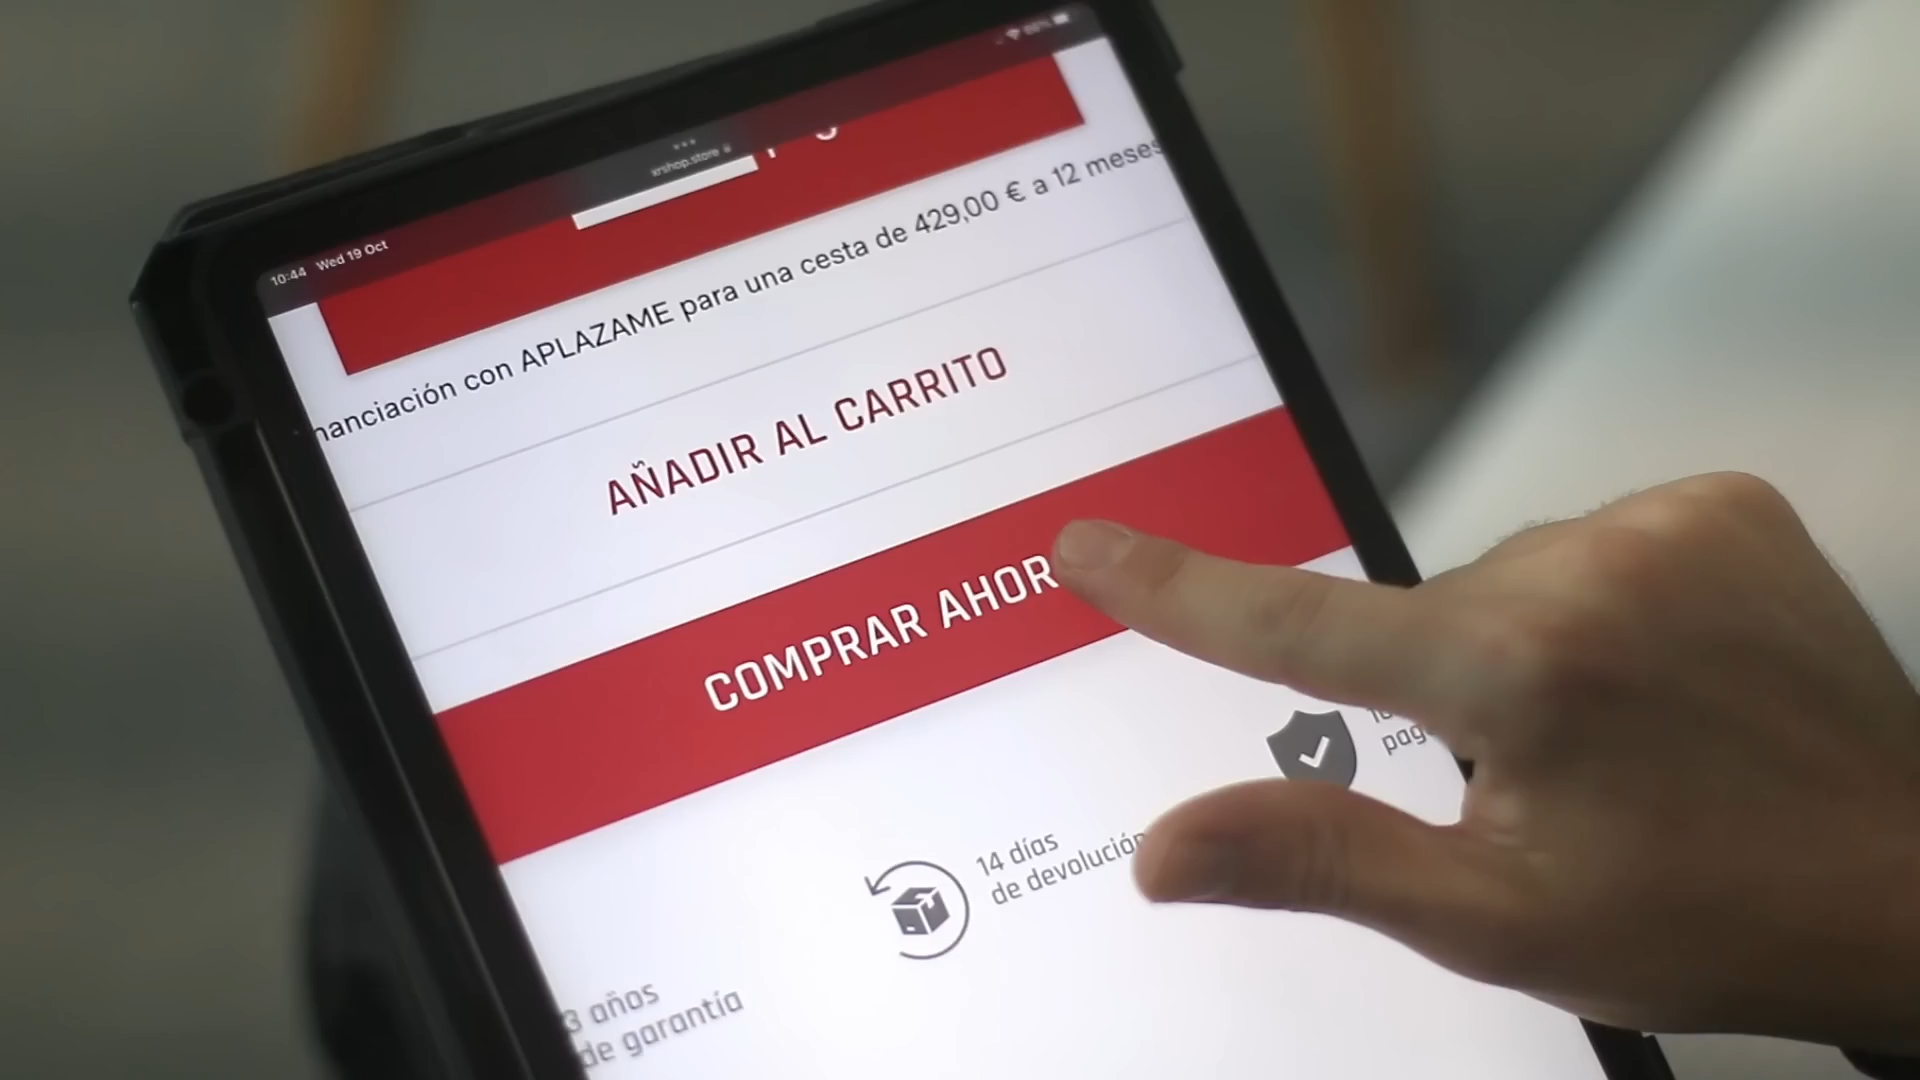 10:44 Wed 19 Oct
xrshop.store
nanciación con APLAZAME para una cesta de 429,00 € a 12 meses
AÑADIR AL CARRITO
COMPRAR AHOR
14 días
de devolución
pag
3 años
de garantía